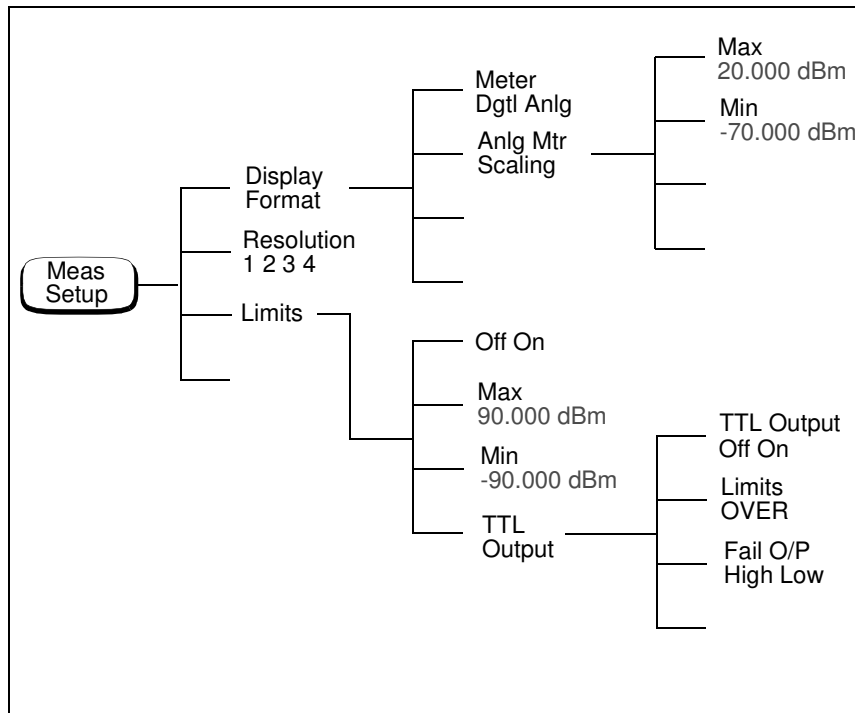 Meas
Setup
Display
Format
Resolution
1 2 3 4
Limits
Meter
Dgtl Anlg
Anlg Mtr
Scaling
Max
20.000 dBm
Min
-70.000 dBm
Off On
Max
90.000 dBm
Min
-90.000 dBm
TTL
Output
TTL Output
Off On
Limits
OVER
Fail O/P
High Low